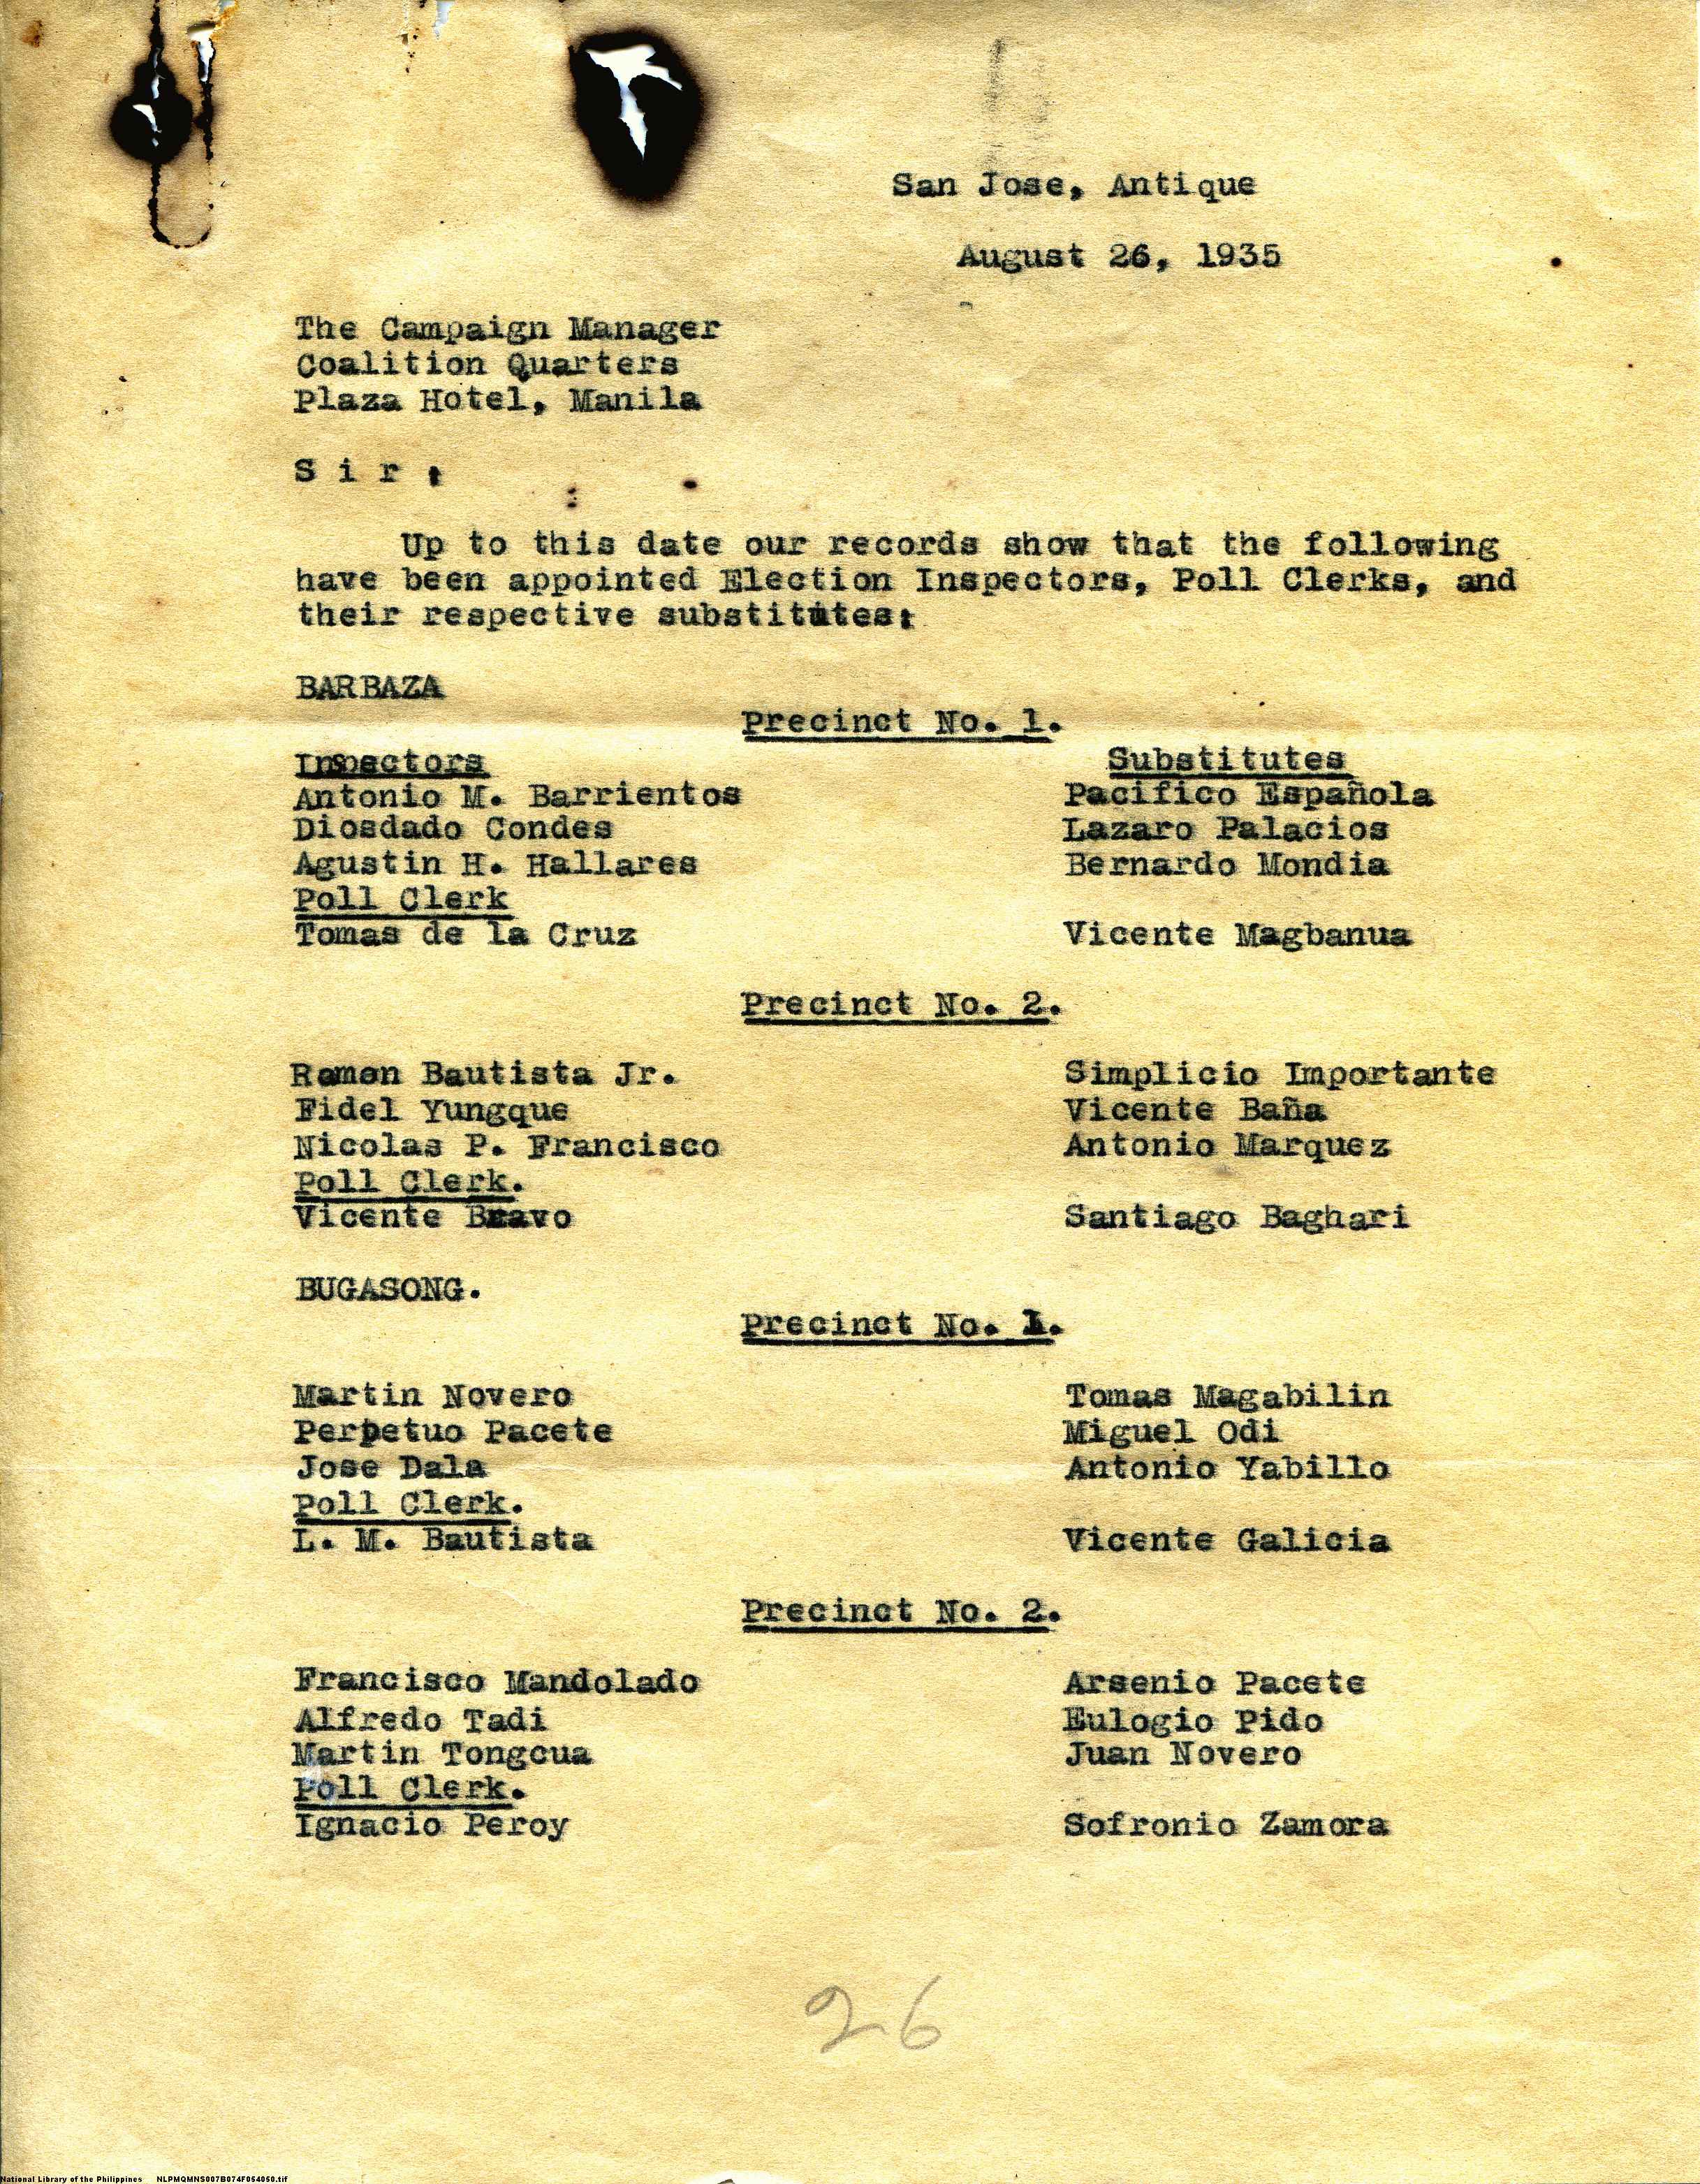 San Jose, Antique
August 26, 1935
The Campaign Manager
Coalition Quarters
Plaza Hotel, Manila
S i r :
Up to this date our records show that the following
have been appointed Election Inspectors, Poll Clerks, and
their respective substitutes:
BARBAZA
Precinct No. 1.
Inspectors Substitutes
Antonio M. Barrientos Pacifico Española
Diosdado Condes Lazaro Palacios
Agustin H. Hallares Bernardo Mondia
Poll Clerk
Tomas de la Cruz Vicente Magbanua
Precinct No. 2.
Ramon Bautista Jr. Simplicio Importante
Fidel Yungque Vicente Baña
Nicolas P. Francisco Antonio Marquez
Poll Clerk.
Vicente Bravo Santiago Baghari
BUGASONG.
Precinct No. 1.
Martin Novero Tomas Magabilin
Perpetuo Pacete Miguel Odi
Jose Dala Antonio Yabillo
Poll Clerk.
L. M. Bautista Vicente Galicia
Precinct No. 2.
Francisco Mandolado Arsenio Pacete
Alfredo Tadi Eulogio Pido
Martin Tongcua Juan Novero
Poll Clerk.
Ignacio Peroy Sofronio Zamora
26
National Library of the Philippines NLPMQMNS007B074F054050.tif